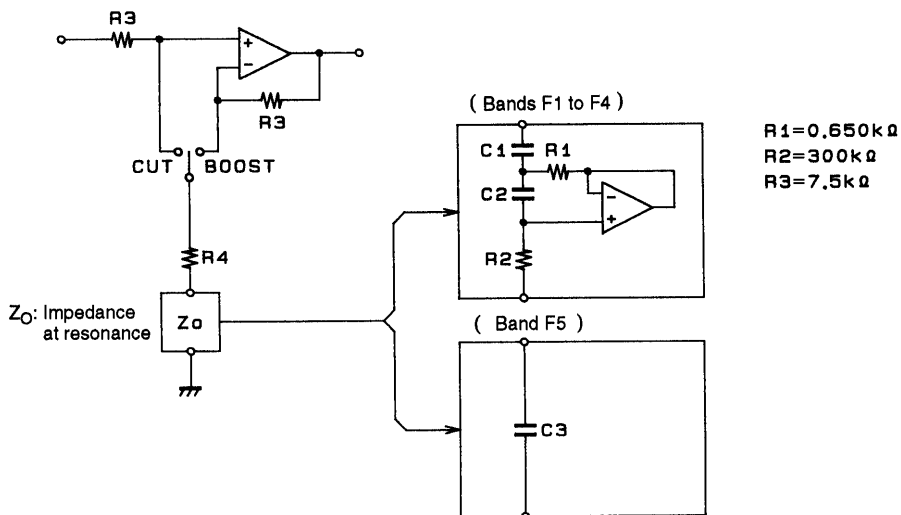 R3
+
−
R3
CUT
BOOST
R4
ZO: Impedance
at resonance
Zo
( Bands F1 to F4 )
C1
R1
C2
−
+
R2
( Band F5 )
C3
R1=0.650kΩ
R2=300kΩ
R3=7.5kΩ